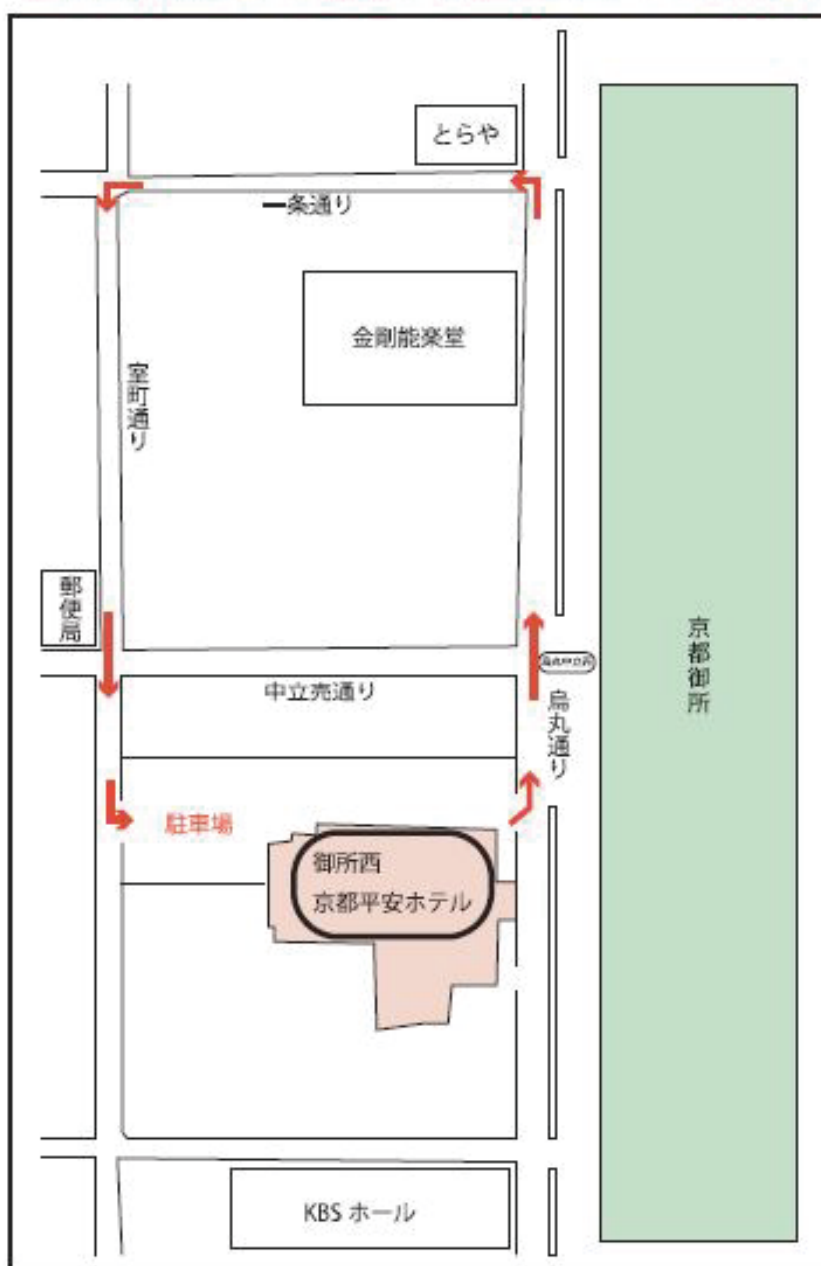 とらや
一条通り
金剛能楽堂
室町通り
郵便局
京都御所
中立売通り
烏丸通り
駐車場
御所西
京都平安ホテル
KBS ホール